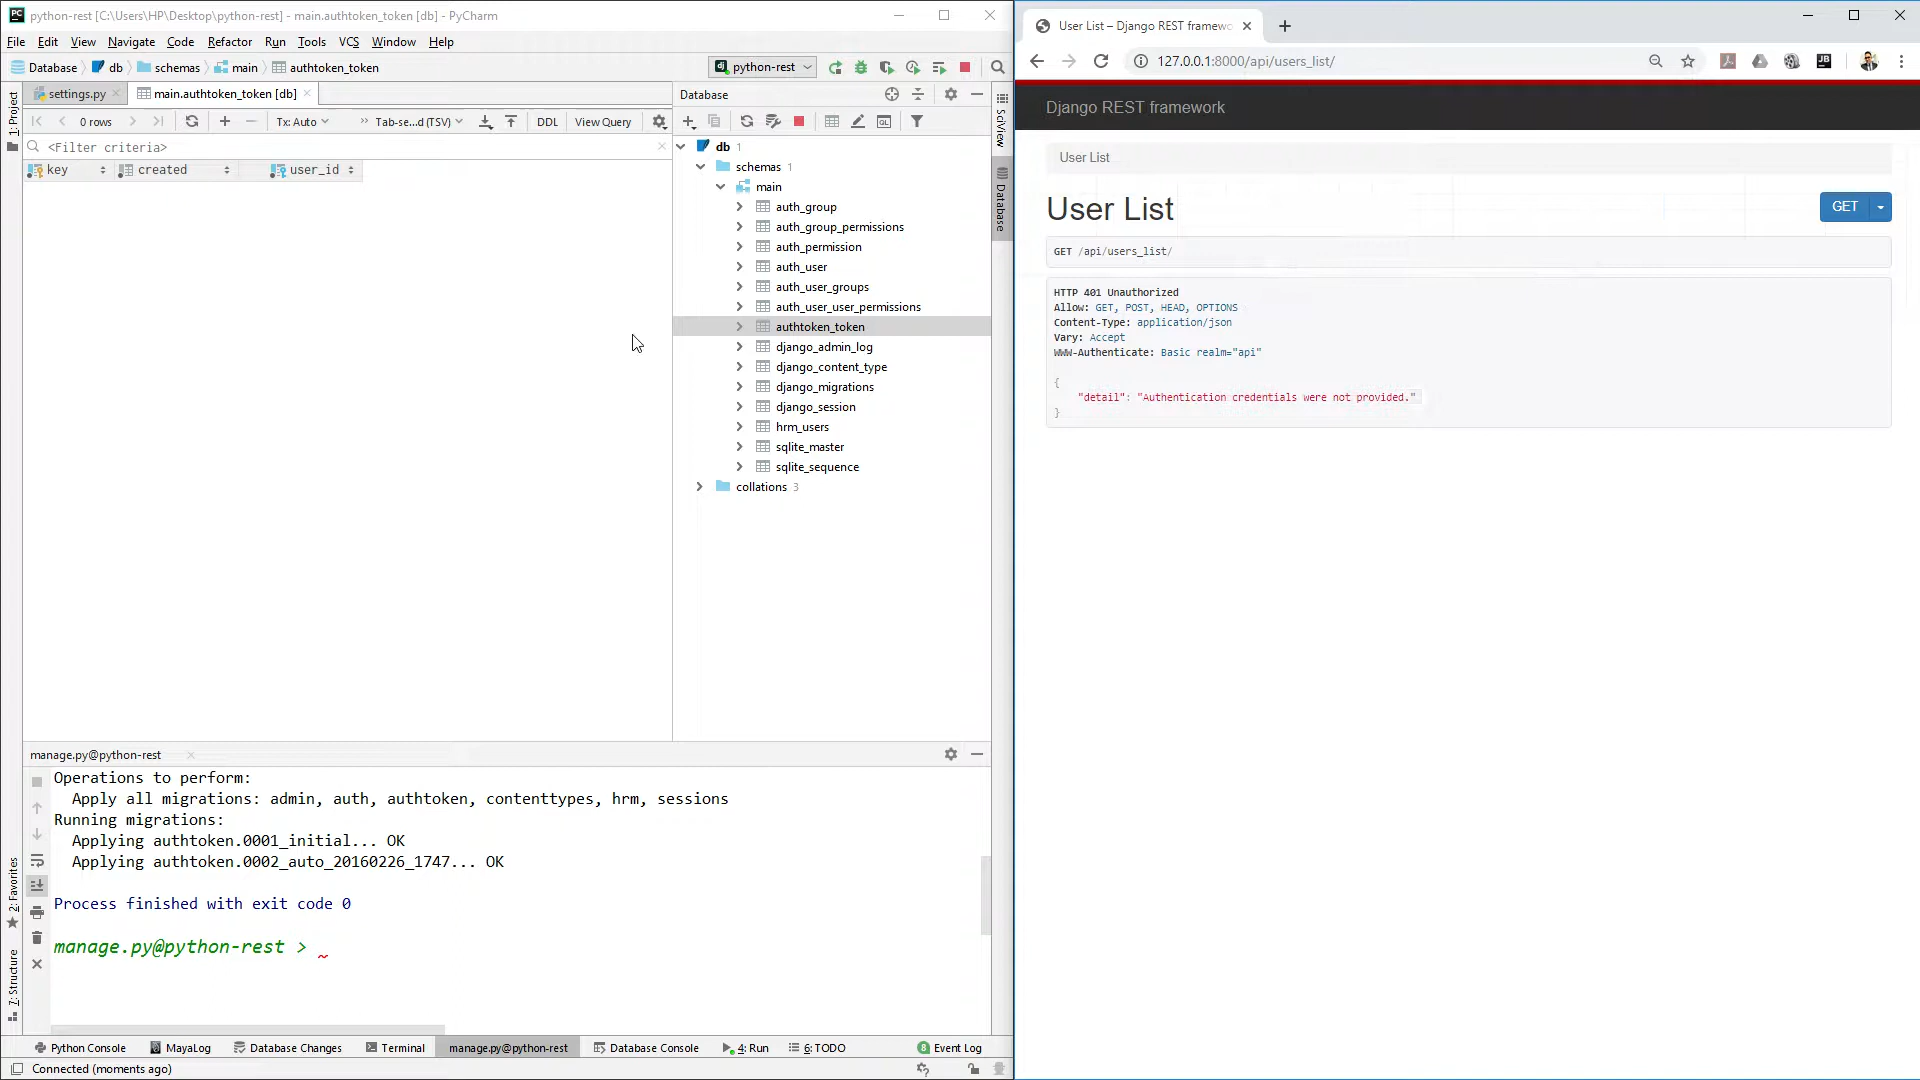 python-rest [C:\Users\HP\Desktop\python-rest] - main.authtoken_token [db] - PyCharm
File Edit View Navigate Code Refactor Run Tools VCS Window Help
Database db schemas main authtoken_token
python-rest
settings.py main.authtoken_token [db]
0 rows Tx: Auto Tab-se...d (TSV) DDL View Query
<Filter criteria>
key created user_id
1: Project
2: Favorites
7: Structure
Database
db 1
schemas 1
main
auth_group
auth_group_permissions
auth_permission
auth_user
auth_user_groups
auth_user_user_permissions
authtoken_token
django_admin_log
django_content_type
django_migrations
django_session
hrm_users
sqlite_master
sqlite_sequence
collations 3
SciView
Database
manage.py@python-rest
Operations to perform:
Apply all migrations: admin, auth, authtoken, contenttypes, hrm, sessions
Running migrations:
Applying authtoken.0001_initial... OK
Applying authtoken.0002_auto_20160226_1747... OK
Process finished with exit code 0
manage.py@python-rest >
Python Console MayaLog Database Changes Terminal manage.py@python-rest Database Console 4: Run 6: TODO 8 Event Log
Connected (moments ago)
User List – Django REST framewo
127.0.0.1:8000/api/users_list/
Django REST framework
User List
User List
GET
GET /api/users_list/
HTTP 401 Unauthorized
Allow: GET, POST, HEAD, OPTIONS
Content-Type: application/json
Vary: Accept
WWW-Authenticate: Basic realm="api"
{
"detail": "Authentication credentials were not provided."
}